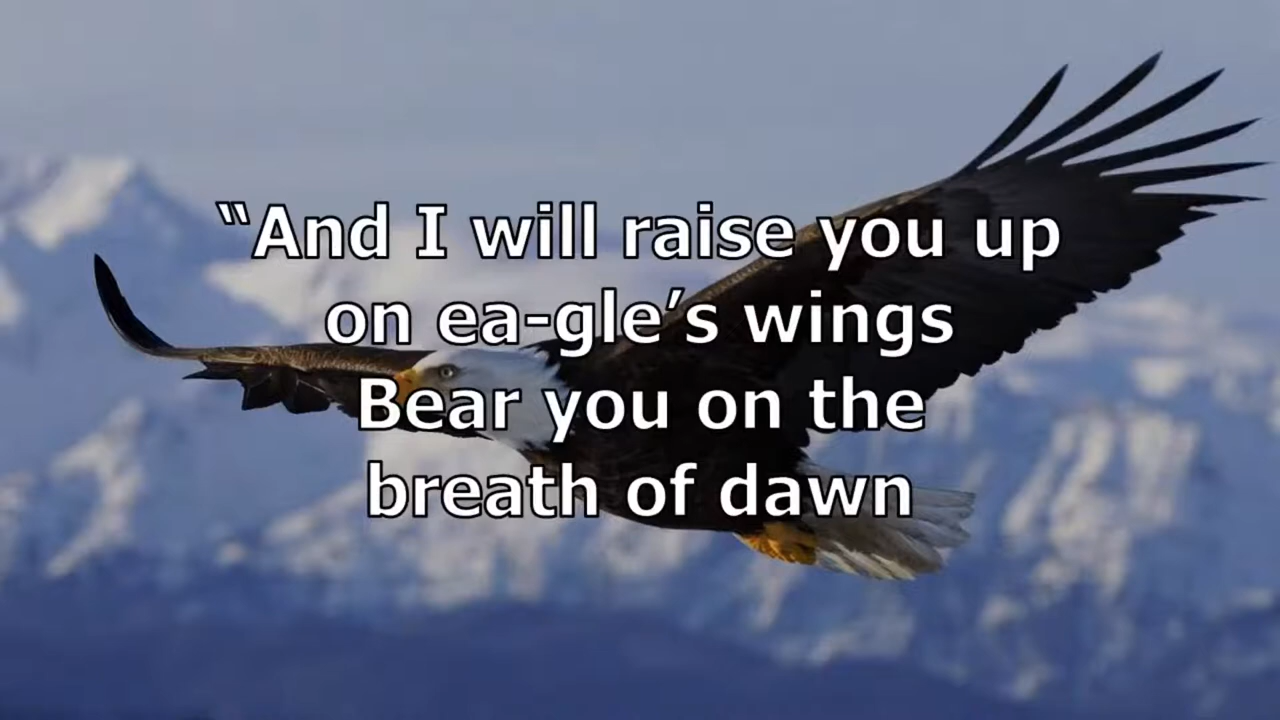 “And I will raise you up
on ea-gle’s wings
Bear you on the
breath of dawn